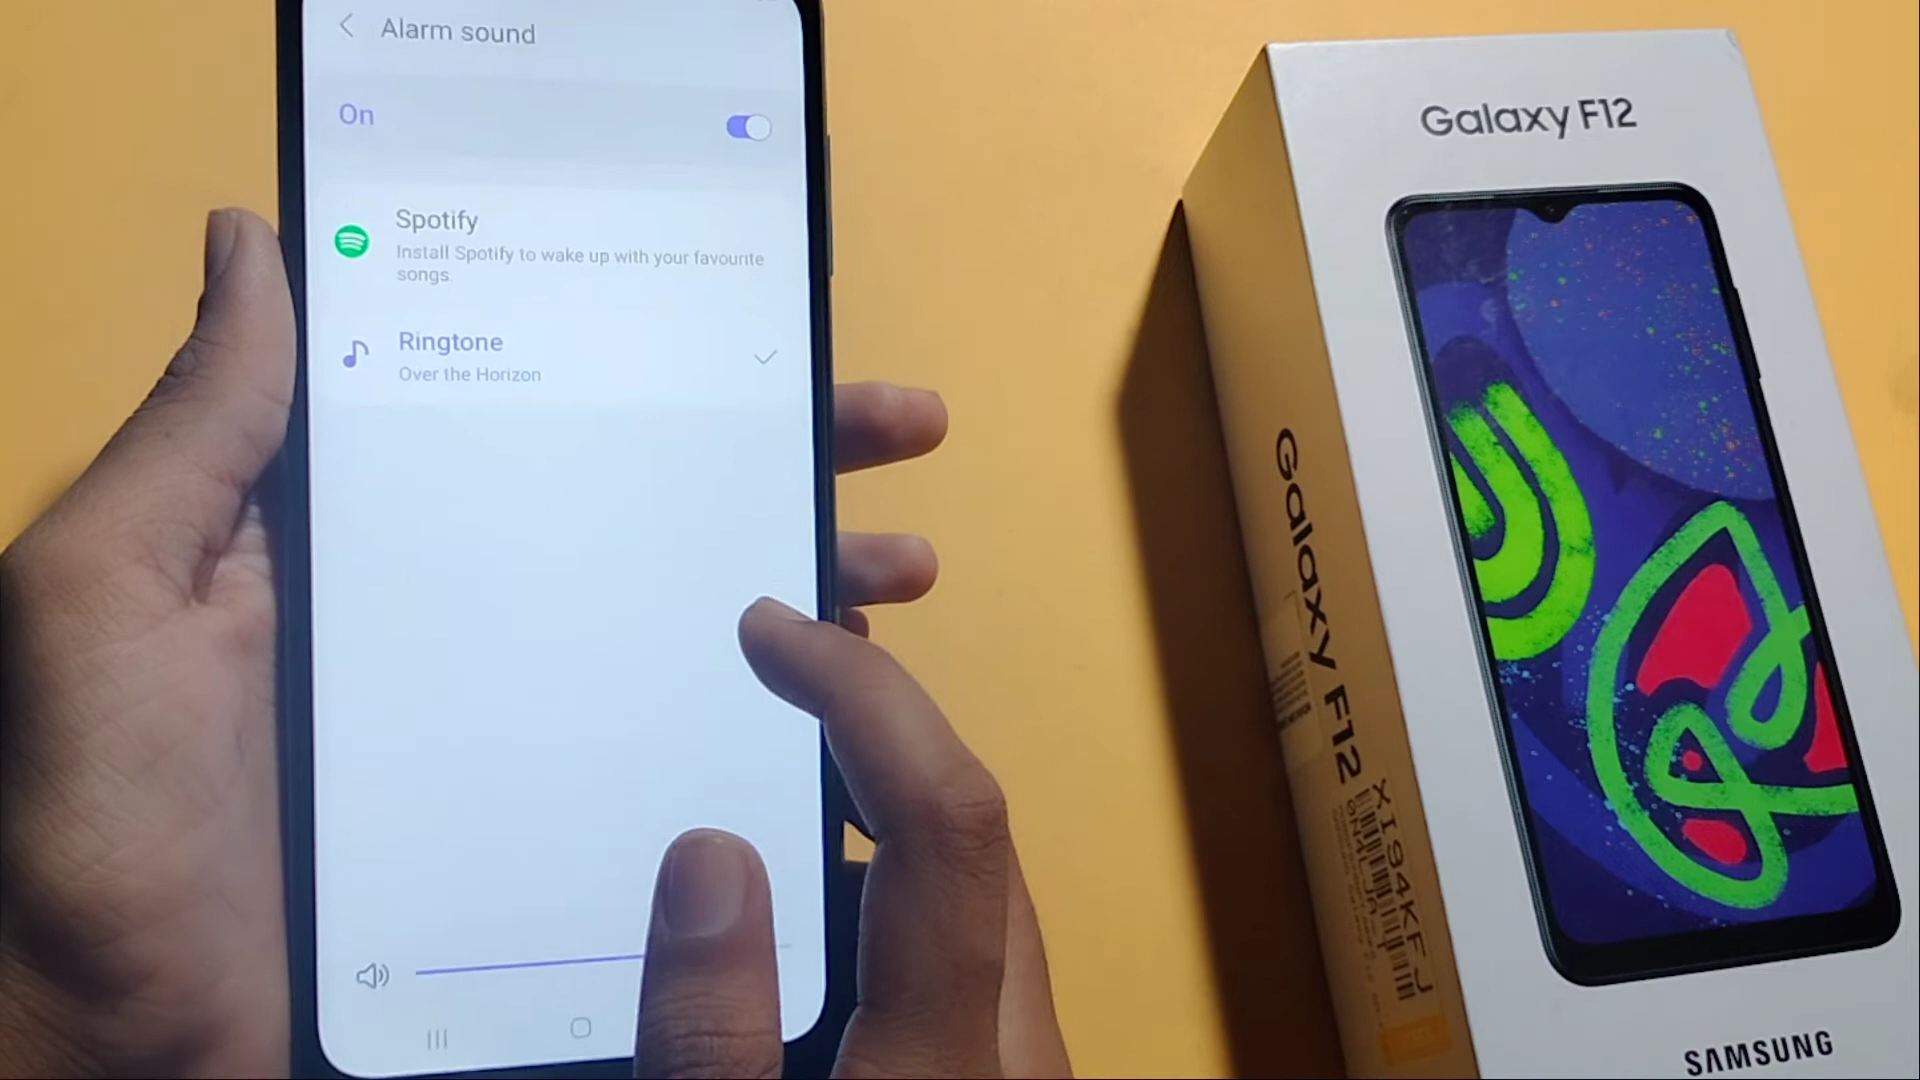 Alarm sound
On
Spotify
Install Spotify to wake up with your favourite
songs.
Ringtone
Over the Horizon
Galaxy F12
Galaxy F12
SAMSUNG